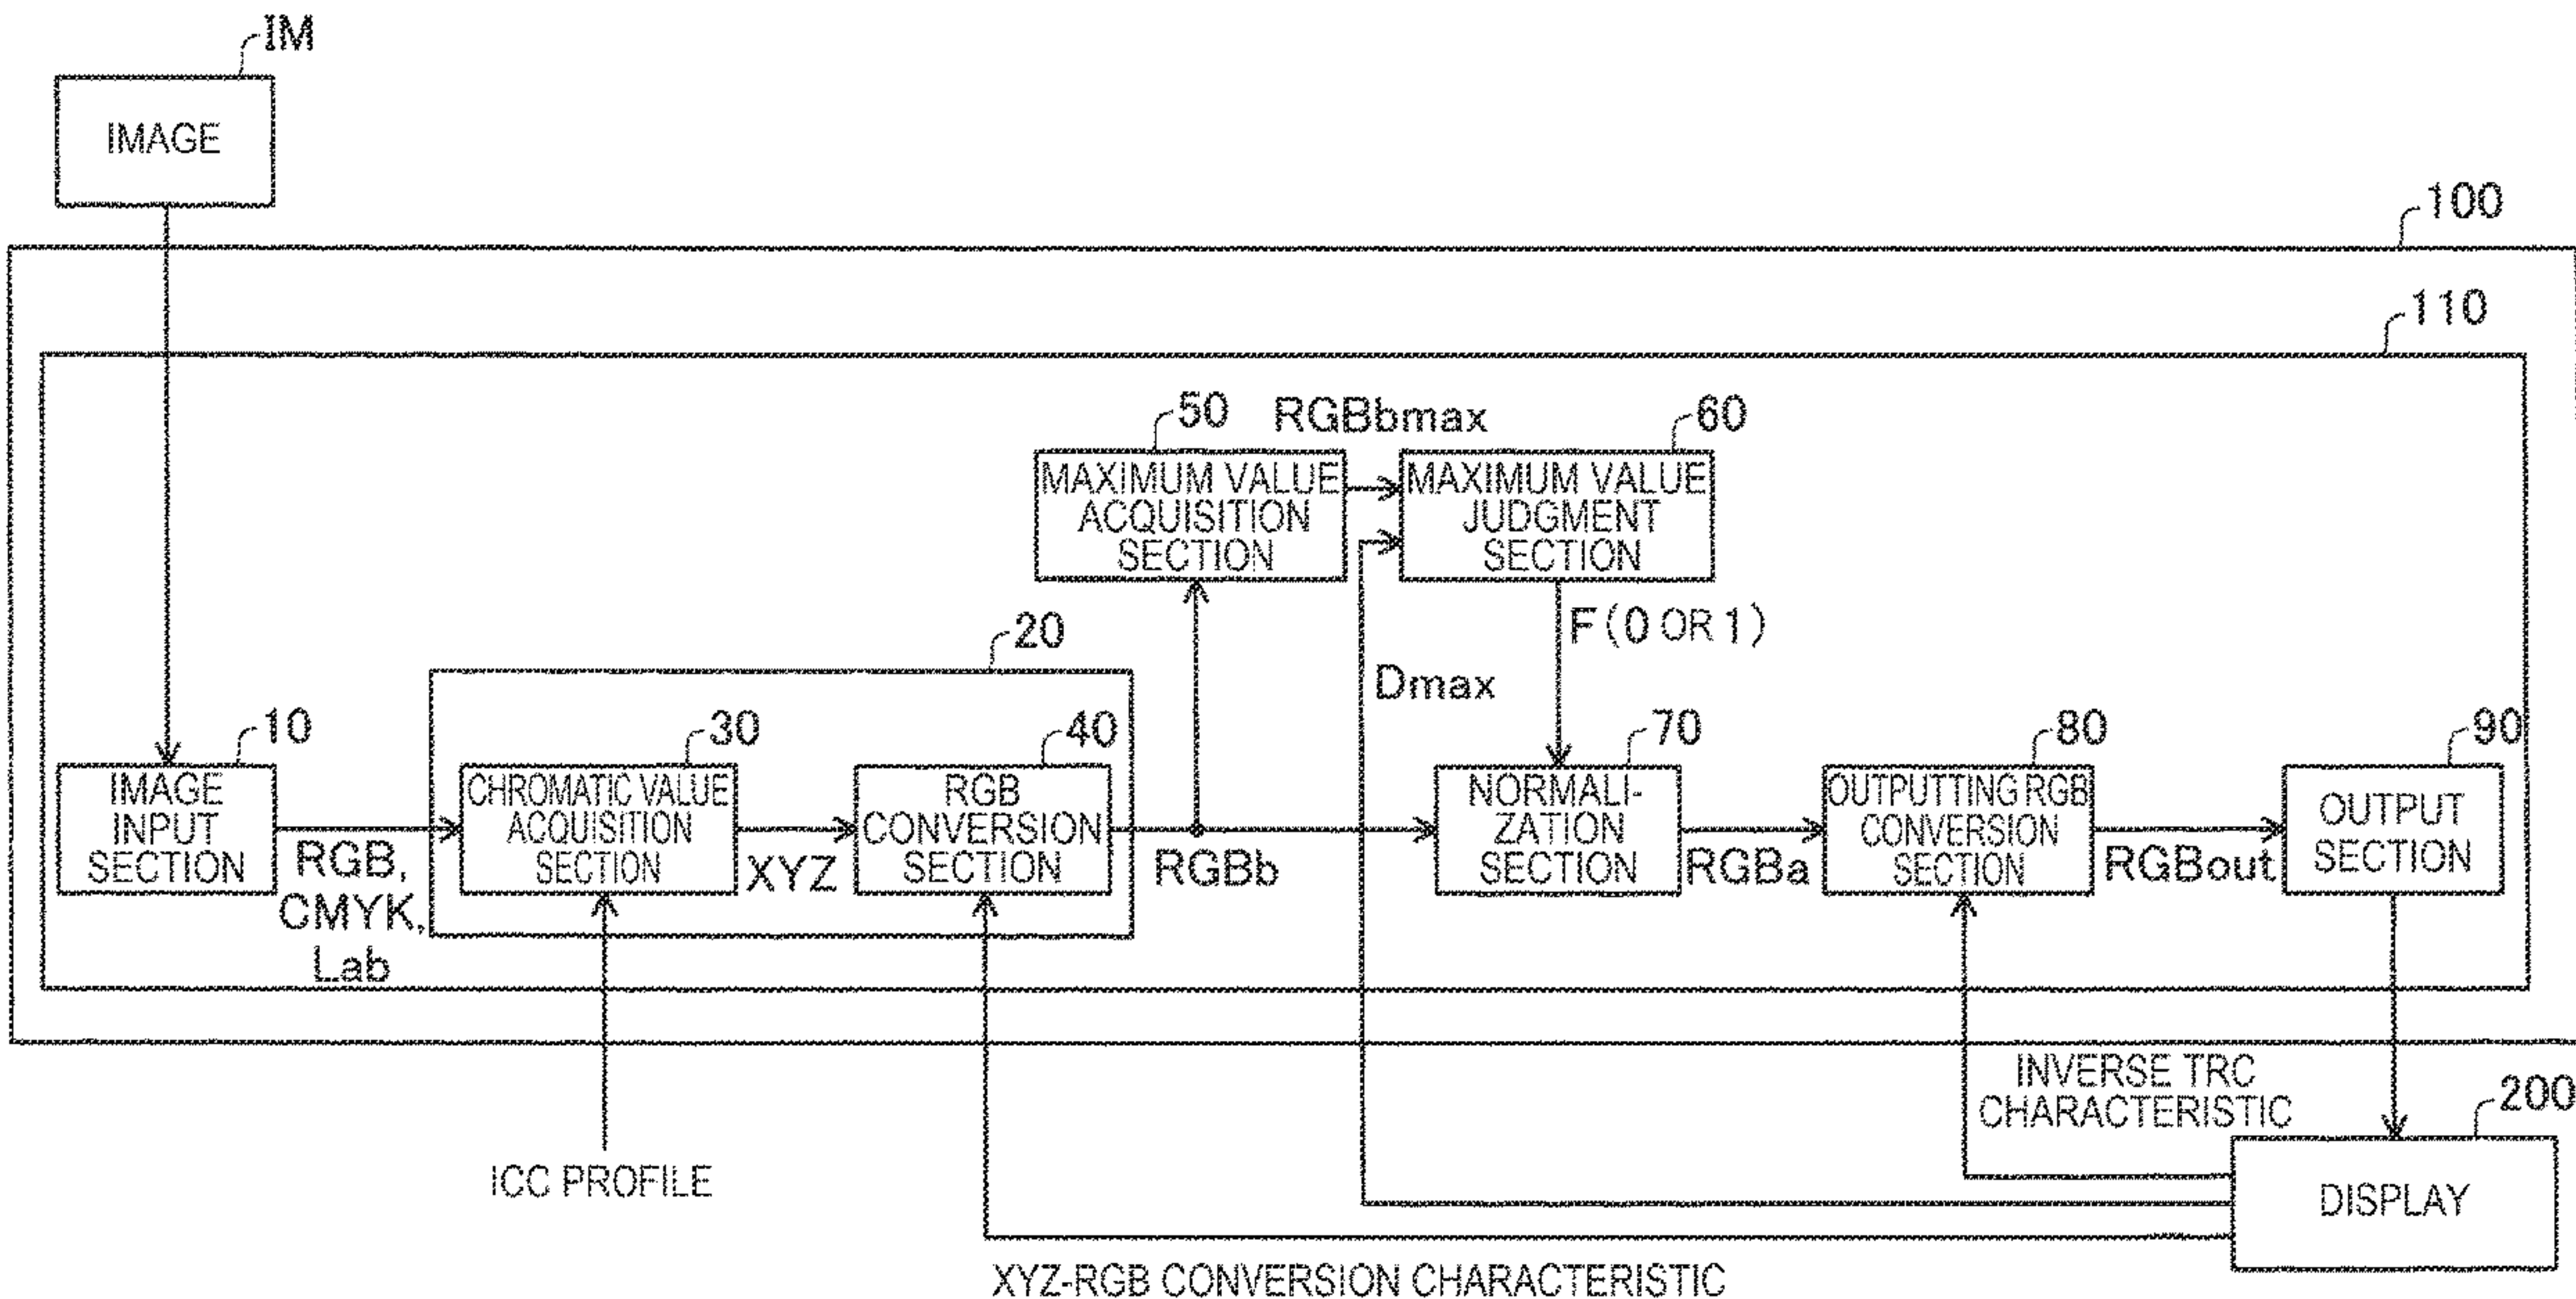 IM
IMAGE
100
110
50
RGBbmax
60
MAXIMUM VALUE
ACQUISITION
SECTION
MAXIMUM VALUE
JUDGMENT
SECTION
F (0 OR 1)
Dmax
20
10
30
40
70
80
90
IMAGE
INPUT
SECTION
RGB,
CMYK,
Lab
CHROMATIC VALUE
ACQUISITION
SECTION
XYZ
RGB
CONVERSION
SECTION
RGBb
NORMALI-
ZATION
SECTION
RGBa
OUTPUTTING RGB
CONVERSION
SECTION
RGBout
OUTPUT
SECTION
ICC PROFILE
INVERSE TRC
CHARACTERISTIC
200
DISPLAY
XYZ-RGB CONVERSION CHARACTERISTIC